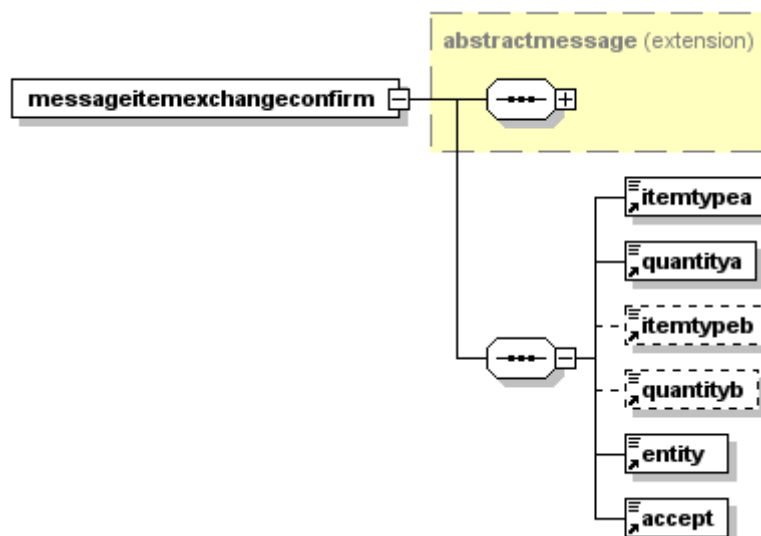 abstractmessage (extension)
messageitemexchangeconfirm
itemtypea
quantitya
itemtypeb
quantityb
entity
accept